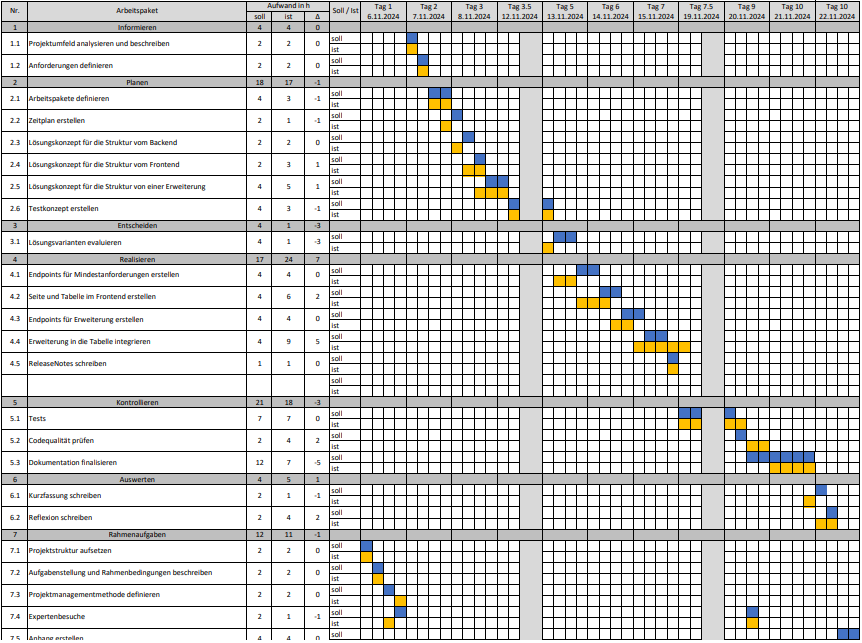 Nr. Arbeitspaket Aufwand in h Soll / Ist Tag 1 Tag 2 Tag 3 Tag 3.5 Tag 5 Tag 6 Tag 7 Tag 7.5 Tag 9 Tag 10 Tag 10
soll ist Δ 6.11.2024 7.11.2024 8.11.2024 12.11.2024 13.11.2024 14.11.2024 15.11.2024 19.11.2024 20.11.2024 21.11.2024 22.11.2024
1 Informieren 4 4 0
soll
1.1 Projektumfeld analysieren und beschreiben 2 2 0
ist
soll
1.2 Anforderungen definieren 2 2 0
ist
2 Planen 18 17 -1
soll
2.1 Arbeitspakete definieren 4 3 -1
ist
soll
2.2 Zeitplan erstellen 2 1 -1
ist
soll
2.3 Lösungskonzept für die Struktur vom Backend 2 2 0
ist
soll
2.4 Lösungskonzept für die Struktur vom Frontend 2 3 1
ist
soll
2.5 Lösungskonzept für die Struktur von einer Erweiterung 4 5 1
ist
soll
2.6 Testkonzept erstellen 4 3 -1
ist
3 Entscheiden 4 1 -3
soll
3.1 Lösungsvarianten evaluieren 4 1 -3
ist
4 Realisieren 17 24 7
soll
4.1 Endpoints für Mindestanforderungen erstellen 4 4 0
ist
soll
4.2 Seite und Tabelle im Frontend erstellen 4 6 2
ist
soll
4.3 Endpoints für Erweiterung erstellen 4 4 0
ist
soll
4.4 Erweiterung in die Tabelle integrieren 4 9 5
ist
soll
4.5 ReleaseNotes schreiben 1 1 0
ist
soll
ist
5 Kontrollieren 21 18 -3
soll
5.1 Tests 7 7 0
ist
soll
5.2 Codequalität prüfen 2 4 2
ist
soll
5.3 Dokumentation finalisieren 12 7 -5
ist
6 Auswerten 4 5 1
soll
6.1 Kurzfassung schreiben 2 1 -1
ist
soll
6.2 Reflexion schreiben 2 4 2
ist
7 Rahmenaufgaben 12 11 -1
soll
7.1 Projektstruktur aufsetzen 2 2 0
ist
soll
7.2 Aufgabenstellung und Rahmenbedingungen beschreiben 2 2 0
ist
soll
7.3 Projektmanagementmethode definieren 2 2 0
ist
soll
7.4 Expertenbesuche 2 1 -1
ist
soll
7.5 Anhang erstellen 4 4 0